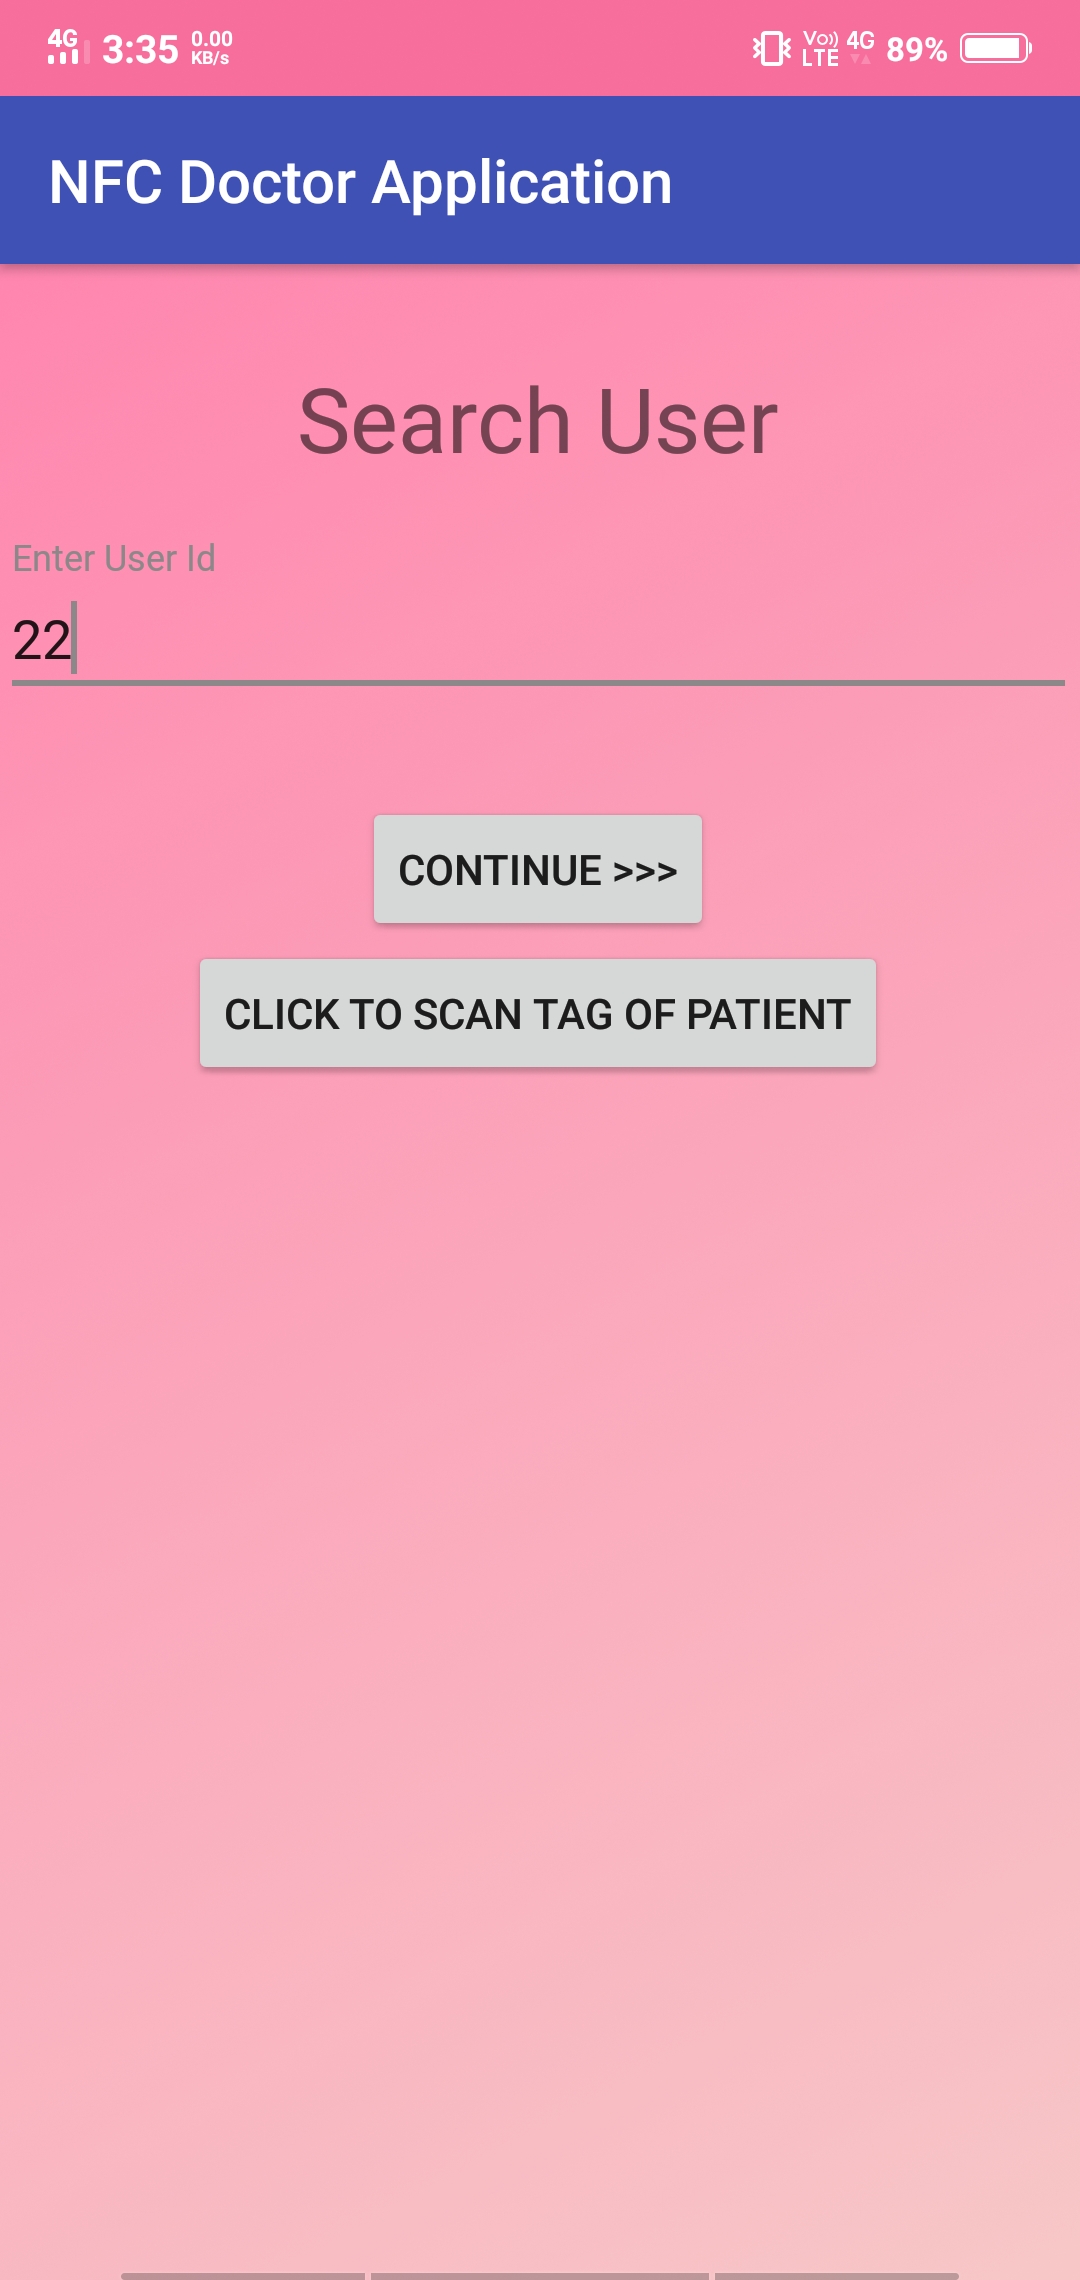 4G 3:35 0.00 KB/s Vo)) LTE 4G 89%
NFC Doctor Application
Search User
Enter User Id
22
CONTINUE >>>
CLICK TO SCAN TAG OF PATIENT